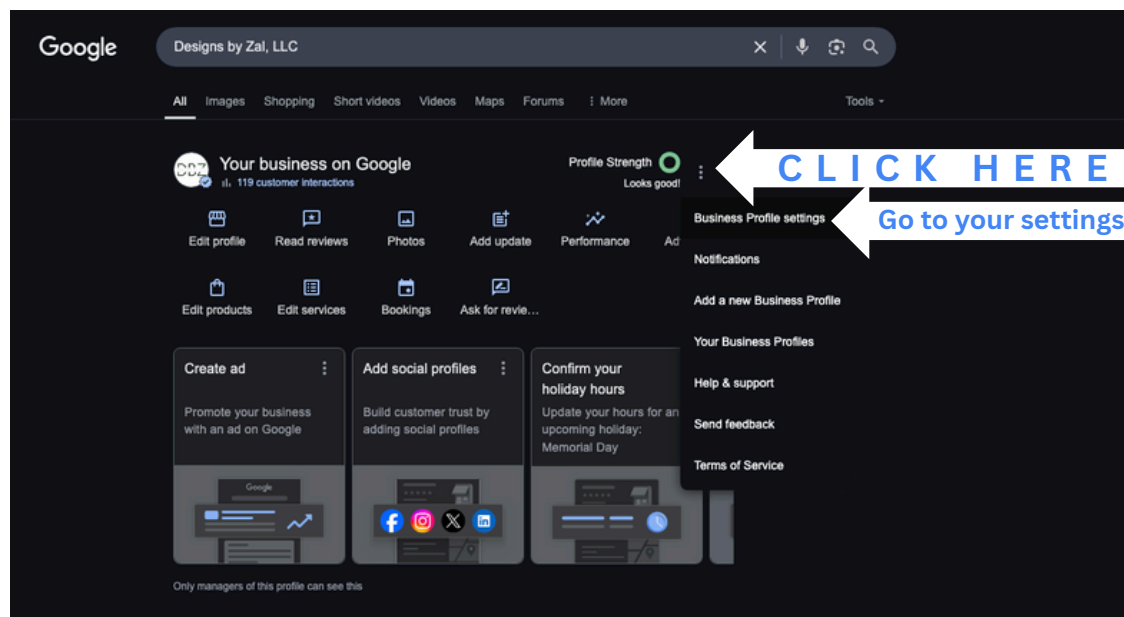 Google
Designs by Zal, LLC
All Images Shopping Short videos Videos Maps Forums More Tools
DBZ
Your business on Google
119 customer interactions
Profile Strength
Looks good!
CLICK HERE
Business Profile settings
Go to your settings
Edit profile Read reviews Photos Add update Performance Ad
Notifications
Add a new Business Profile
Edit products Edit services Bookings Ask for revie...
Your Business Profiles
Help & support
Send feedback
Terms of Service
Create ad
Promote your business
with an ad on Google
Google
Add social profiles
Build customer trust by
adding social profiles
Confirm your
holiday hours
Update your hours for an
upcoming holiday:
Memorial Day
Only managers of this profile can see this